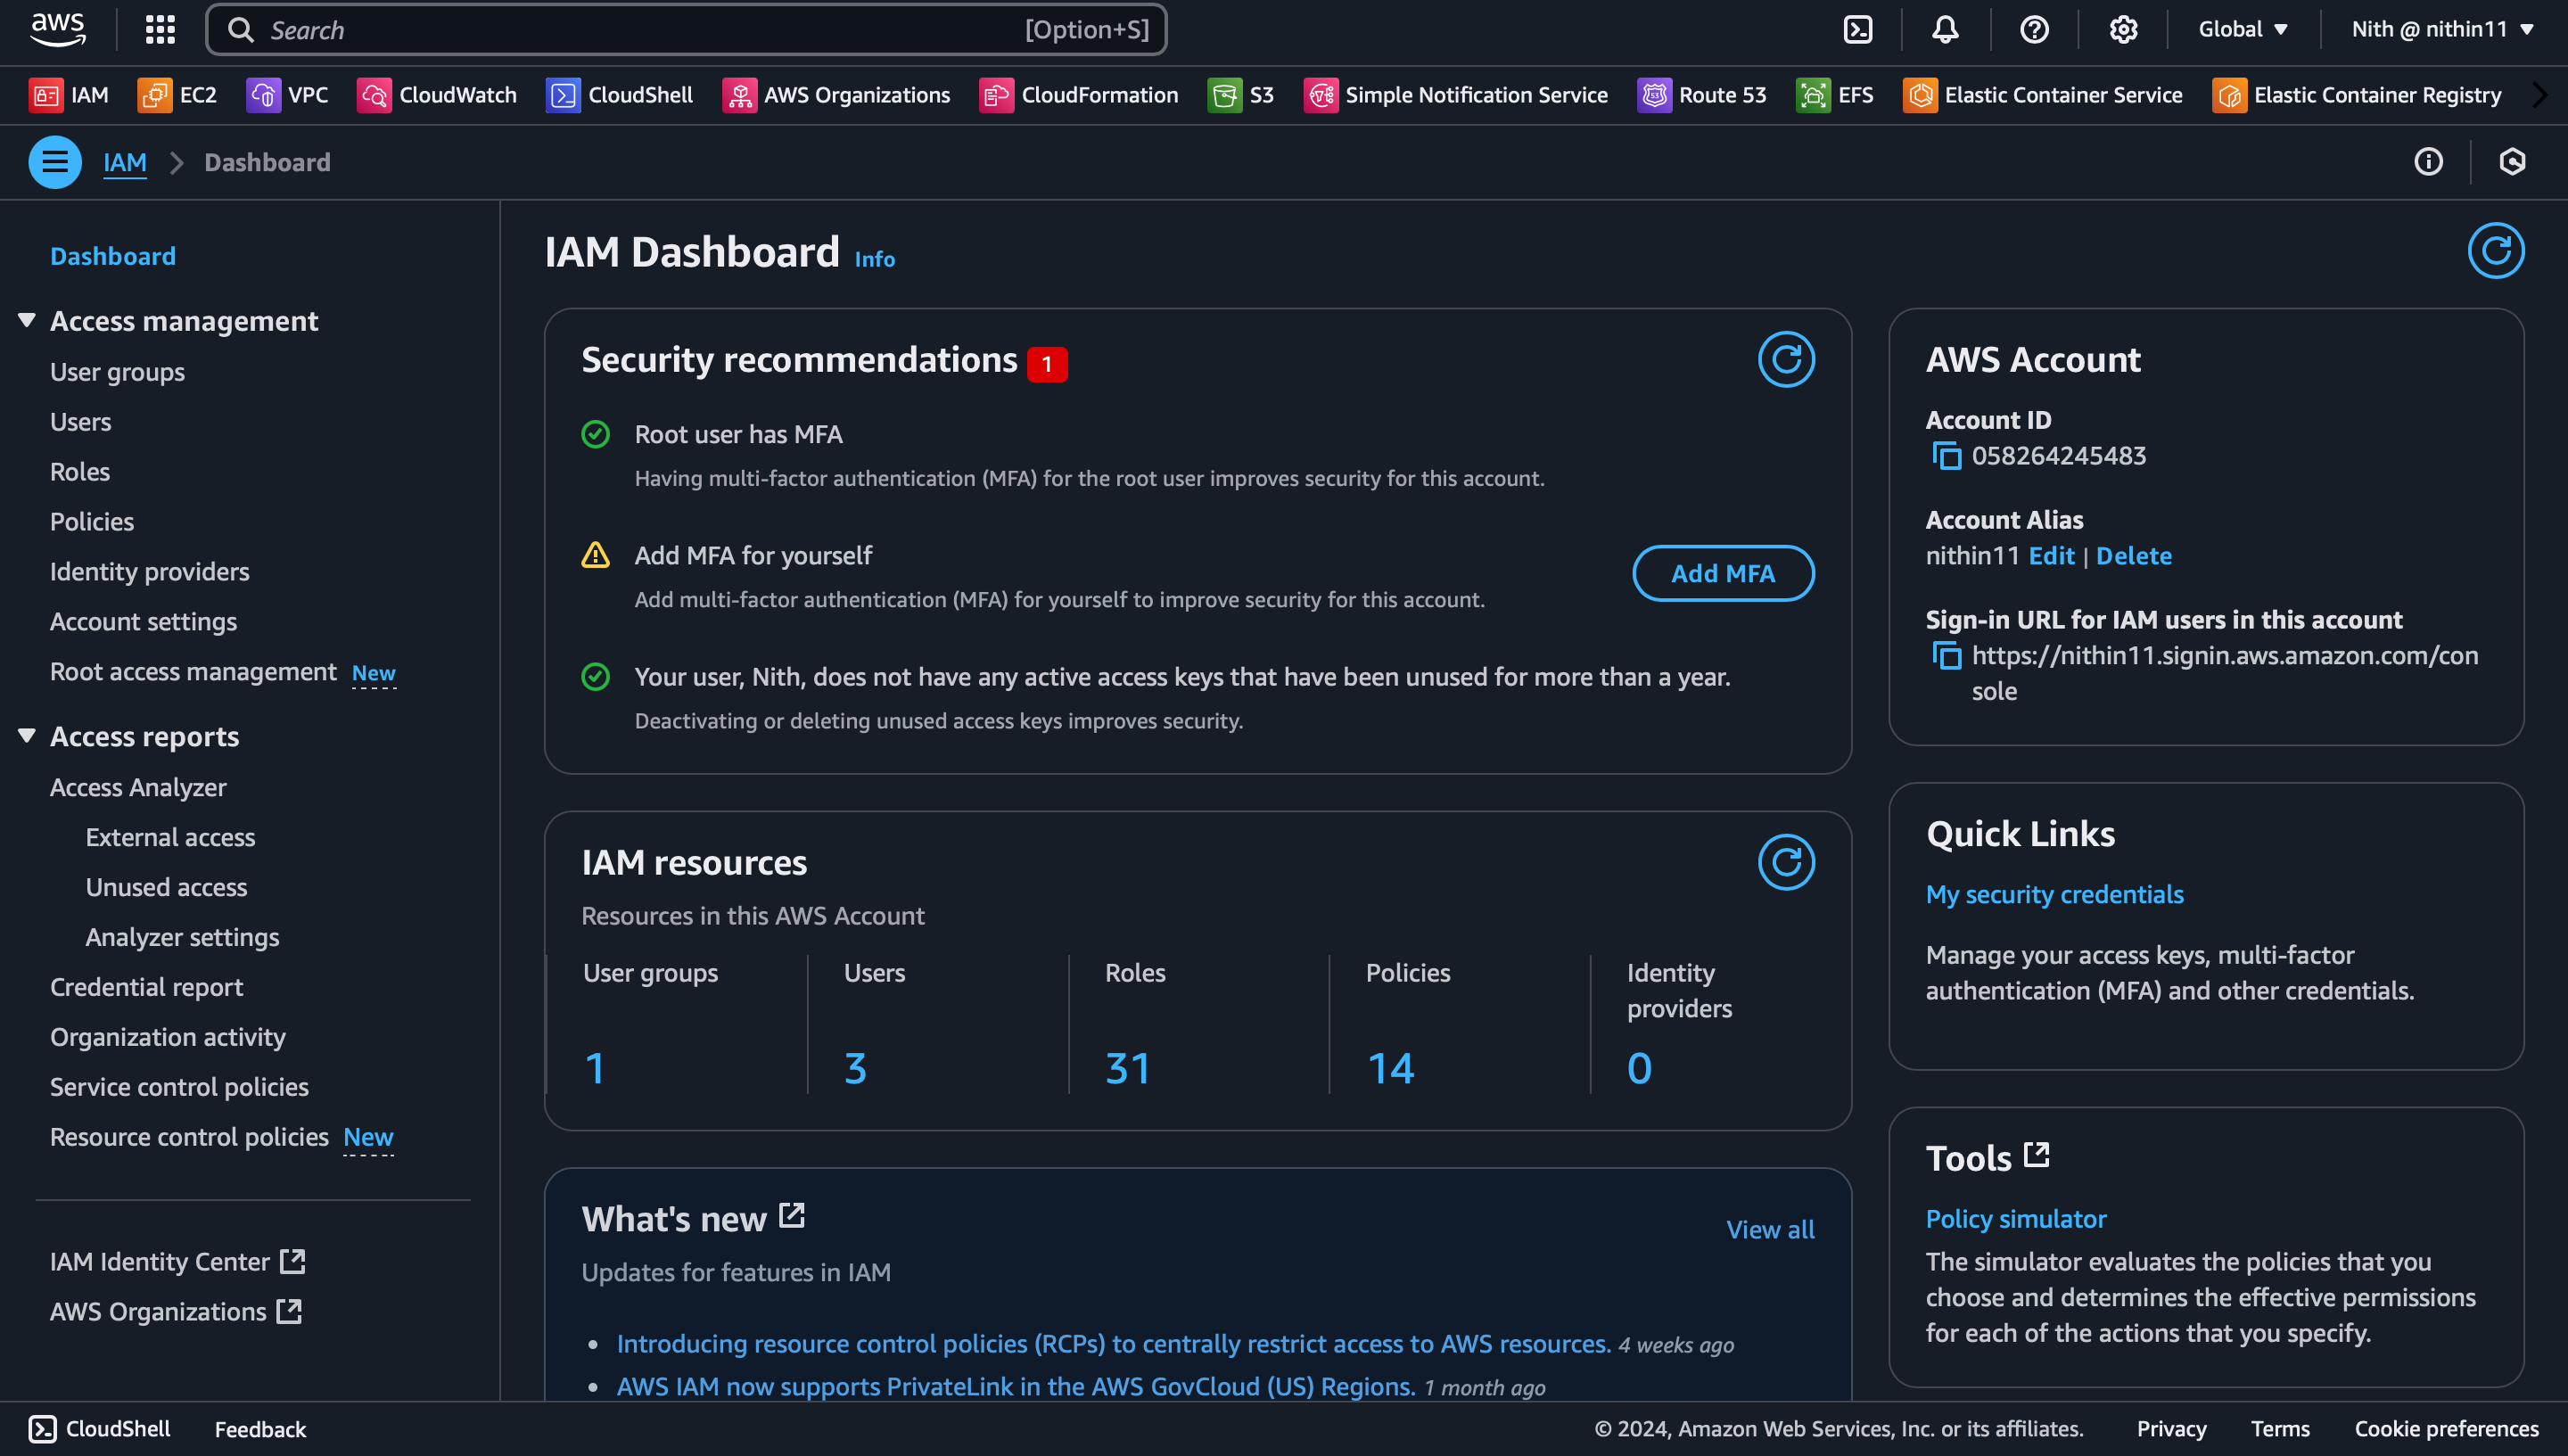 aws
Search [Option+S]
Global
Nith @ nithin11
IAM
EC2
VPC
CloudWatch
CloudShell
AWS Organizations
CloudFormation
S3
Simple Notification Service
Route 53
EFS
Elastic Container Service
Elastic Container Registry
IAM
Dashboard
Dashboard
Access management
User groups
Users
Roles
Policies
Identity providers
Account settings
Root access management New
Access reports
Access Analyzer
External access
Unused access
Analyzer settings
Credential report
Organization activity
Service control policies
Resource control policies New
IAM Identity Center
AWS Organizations
IAM Dashboard Info
Security recommendations 1
Root user has MFA
Having multi-factor authentication (MFA) for the root user improves security for this account.
Add MFA for yourself
Add multi-factor authentication (MFA) for yourself to improve security for this account.
Add MFA
Your user, Nith, does not have any active access keys that have been unused for more than a year.
Deactivating or deleting unused access keys improves security.
IAM resources
Resources in this AWS Account
User groups
1
Users
3
Roles
31
Policies
14
Identity
providers
0
What's new
View all
Updates for features in IAM
• Introducing resource control policies (RCPs) to centrally restrict access to AWS resources. 4 weeks ago
• AWS IAM now supports PrivateLink in the AWS GovCloud (US) Regions. 1 month ago
AWS Account
Account ID
058264245483
Account Alias
nithin11 Edit | Delete
Sign-in URL for IAM users in this account
https://nithin11.signin.aws.amazon.com/con
sole
Quick Links
My security credentials
Manage your access keys, multi-factor
authentication (MFA) and other credentials.
Tools
Policy simulator
The simulator evaluates the policies that you
choose and determines the effective permissions
for each of the actions that you specify.
CloudShell
Feedback
© 2024, Amazon Web Services, Inc. or its affiliates.
Privacy
Terms
Cookie preferences